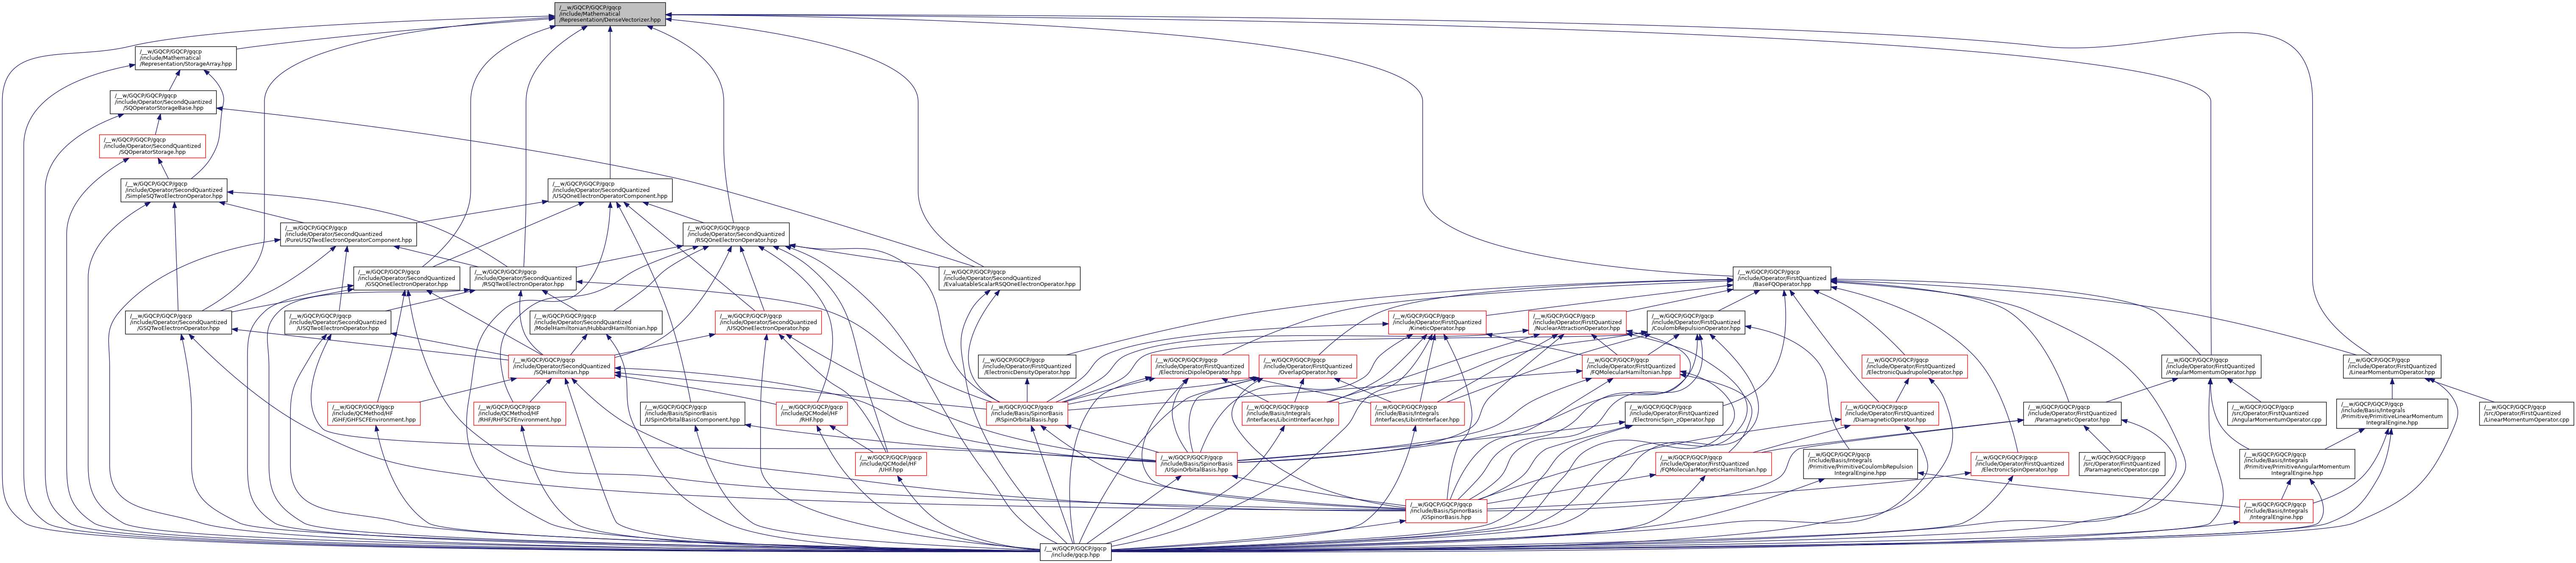 /__w/GQCP/GQCP/gqcp
/include/Mathematical
/Representation/DenseVectorizer.hpp
/__w/GQCP/GQCP/gqcp
/include/Mathematical
/Representation/StorageArray.hpp
/__w/GQCP/GQCP/gqcp
/include/Operator/SecondQuantized
/SQOperatorStorageBase.hpp
/__w/GQCP/GQCP/gqcp
/include/Operator/SecondQuantized
/SQOperatorStorage.hpp
/__w/GQCP/GQCP/gqcp
/include/Operator/SecondQuantized
/SimpleSQTwoElectronOperator.hpp
/__w/GQCP/GQCP/gqcp
/include/Operator/SecondQuantized
/USQOneElectronOperatorComponent.hpp
/__w/GQCP/GQCP/gqcp
/include/Operator/SecondQuantized
/PureUSQTwoElectronOperatorComponent.hpp
/__w/GQCP/GQCP/gqcp
/include/Operator/SecondQuantized
/RSQOneElectronOperator.hpp
/__w/GQCP/GQCP/gqcp
/include/Operator/SecondQuantized
/GSQOneElectronOperator.hpp
/__w/GQCP/GQCP/gqcp
/include/Operator/SecondQuantized
/RSQTwoElectronOperator.hpp
/__w/GQCP/GQCP/gqcp
/include/Operator/SecondQuantized
/EvaluatableScalarRSQOneElectronOperator.hpp
/__w/GQCP/GQCP/gqcp
/include/Operator/FirstQuantized
/BaseFQOperator.hpp
/__w/GQCP/GQCP/gqcp
/include/Operator/SecondQuantized
/GSQTwoElectronOperator.hpp
/__w/GQCP/GQCP/gqcp
/include/Operator/SecondQuantized
/USQTwoElectronOperator.hpp
/__w/GQCP/GQCP/gqcp
/include/Operator/SecondQuantized
/ModelHamiltonian/HubbardHamiltonian.hpp
/__w/GQCP/GQCP/gqcp
/include/Operator/SecondQuantized
/USQOneElectronOperator.hpp
/__w/GQCP/GQCP/gqcp
/include/Operator/FirstQuantized
/KineticOperator.hpp
/__w/GQCP/GQCP/gqcp
/include/Operator/FirstQuantized
/NuclearAttractionOperator.hpp
/__w/GQCP/GQCP/gqcp
/include/Operator/FirstQuantized
/CoulombRepulsionOperator.hpp
/__w/GQCP/GQCP/gqcp
/include/Operator/SecondQuantized
/SQHamiltonian.hpp
/__w/GQCP/GQCP/gqcp
/include/Operator/FirstQuantized
/ElectronicDensityOperator.hpp
/__w/GQCP/GQCP/gqcp
/include/Operator/FirstQuantized
/ElectronicDipoleOperator.hpp
/__w/GQCP/GQCP/gqcp
/include/Operator/FirstQuantized
/OverlapOperator.hpp
/__w/GQCP/GQCP/gqcp
/include/Operator/FirstQuantized
/FQMolecularHamiltonian.hpp
/__w/GQCP/GQCP/gqcp
/include/Operator/FirstQuantized
/ElectronicQuadrupoleOperator.hpp
/__w/GQCP/GQCP/gqcp
/include/Operator/FirstQuantized
/AngularMomentumOperator.hpp
/__w/GQCP/GQCP/gqcp
/include/Operator/FirstQuantized
/LinearMomentumOperator.hpp
/__w/GQCP/GQCP/gqcp
/include/QCMethod/HF
/GHF/GHFSCFEnvironment.hpp
/__w/GQCP/GQCP/gqcp
/include/QCMethod/HF
/RHF/RHFSCFEnvironment.hpp
/__w/GQCP/GQCP/gqcp
/include/Basis/SpinorBasis
/USpinOrbitalBasisComponent.hpp
/__w/GQCP/GQCP/gqcp
/include/QCModel/HF
/RHF.hpp
/__w/GQCP/GQCP/gqcp
/include/Basis/SpinorBasis
/RSpinOrbitalBasis.hpp
/__w/GQCP/GQCP/gqcp
/include/Basis/Integrals
/Interfaces/LibcintInterfacer.hpp
/__w/GQCP/GQCP/gqcp
/include/Basis/Integrals
/Interfaces/LibintInterfacer.hpp
/__w/GQCP/GQCP/gqcp
/include/Operator/FirstQuantized
/ElectronicSpin_zOperator.hpp
/__w/GQCP/GQCP/gqcp
/include/Operator/FirstQuantized
/DiamagneticOperator.hpp
/__w/GQCP/GQCP/gqcp
/include/Operator/FirstQuantized
/ParamagneticOperator.hpp
/__w/GQCP/GQCP/gqcp
/src/Operator/FirstQuantized
/AngularMomentumOperator.cpp
/__w/GQCP/GQCP/gqcp
/include/Basis/Integrals
/Primitive/PrimitiveLinearMomentum
IntegralEngine.hpp
/__w/GQCP/GQCP/gqcp
/src/Operator/FirstQuantized
/LinearMomentumOperator.cpp
/__w/GQCP/GQCP/gqcp
/include/QCModel/HF
/UHF.hpp
/__w/GQCP/GQCP/gqcp
/include/Basis/SpinorBasis
/USpinOrbitalBasis.hpp
/__w/GQCP/GQCP/gqcp
/include/Operator/FirstQuantized
/FQMolecularMagneticHamiltonian.hpp
/__w/GQCP/GQCP/gqcp
/include/Basis/Integrals
/Primitive/PrimitiveCoulombRepulsion
IntegralEngine.hpp
/__w/GQCP/GQCP/gqcp
/include/Operator/FirstQuantized
/ElectronicSpinOperator.hpp
/__w/GQCP/GQCP/gqcp
/src/Operator/FirstQuantized
/ParamagneticOperator.cpp
/__w/GQCP/GQCP/gqcp
/include/Basis/Integrals
/Primitive/PrimitiveAngularMomentum
IntegralEngine.hpp
/__w/GQCP/GQCP/gqcp
/include/Basis/SpinorBasis
/GSpinorBasis.hpp
/__w/GQCP/GQCP/gqcp
/include/Basis/Integrals
/IntegralEngine.hpp
/__w/GQCP/GQCP/gqcp
/include/gqcp.hpp